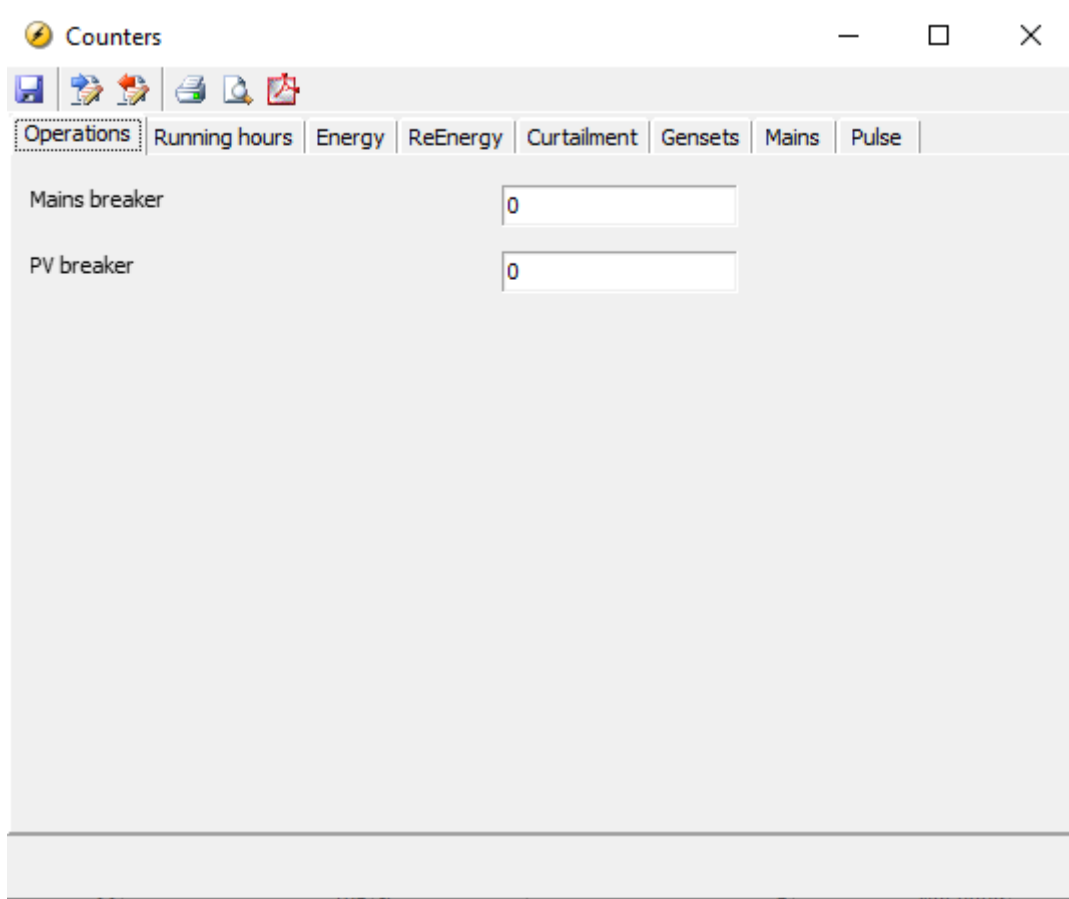 Counters
Operations Running hours Energy ReEnergy Curtailment Gensets Mains Pulse
Mains breaker 0
PV breaker 0